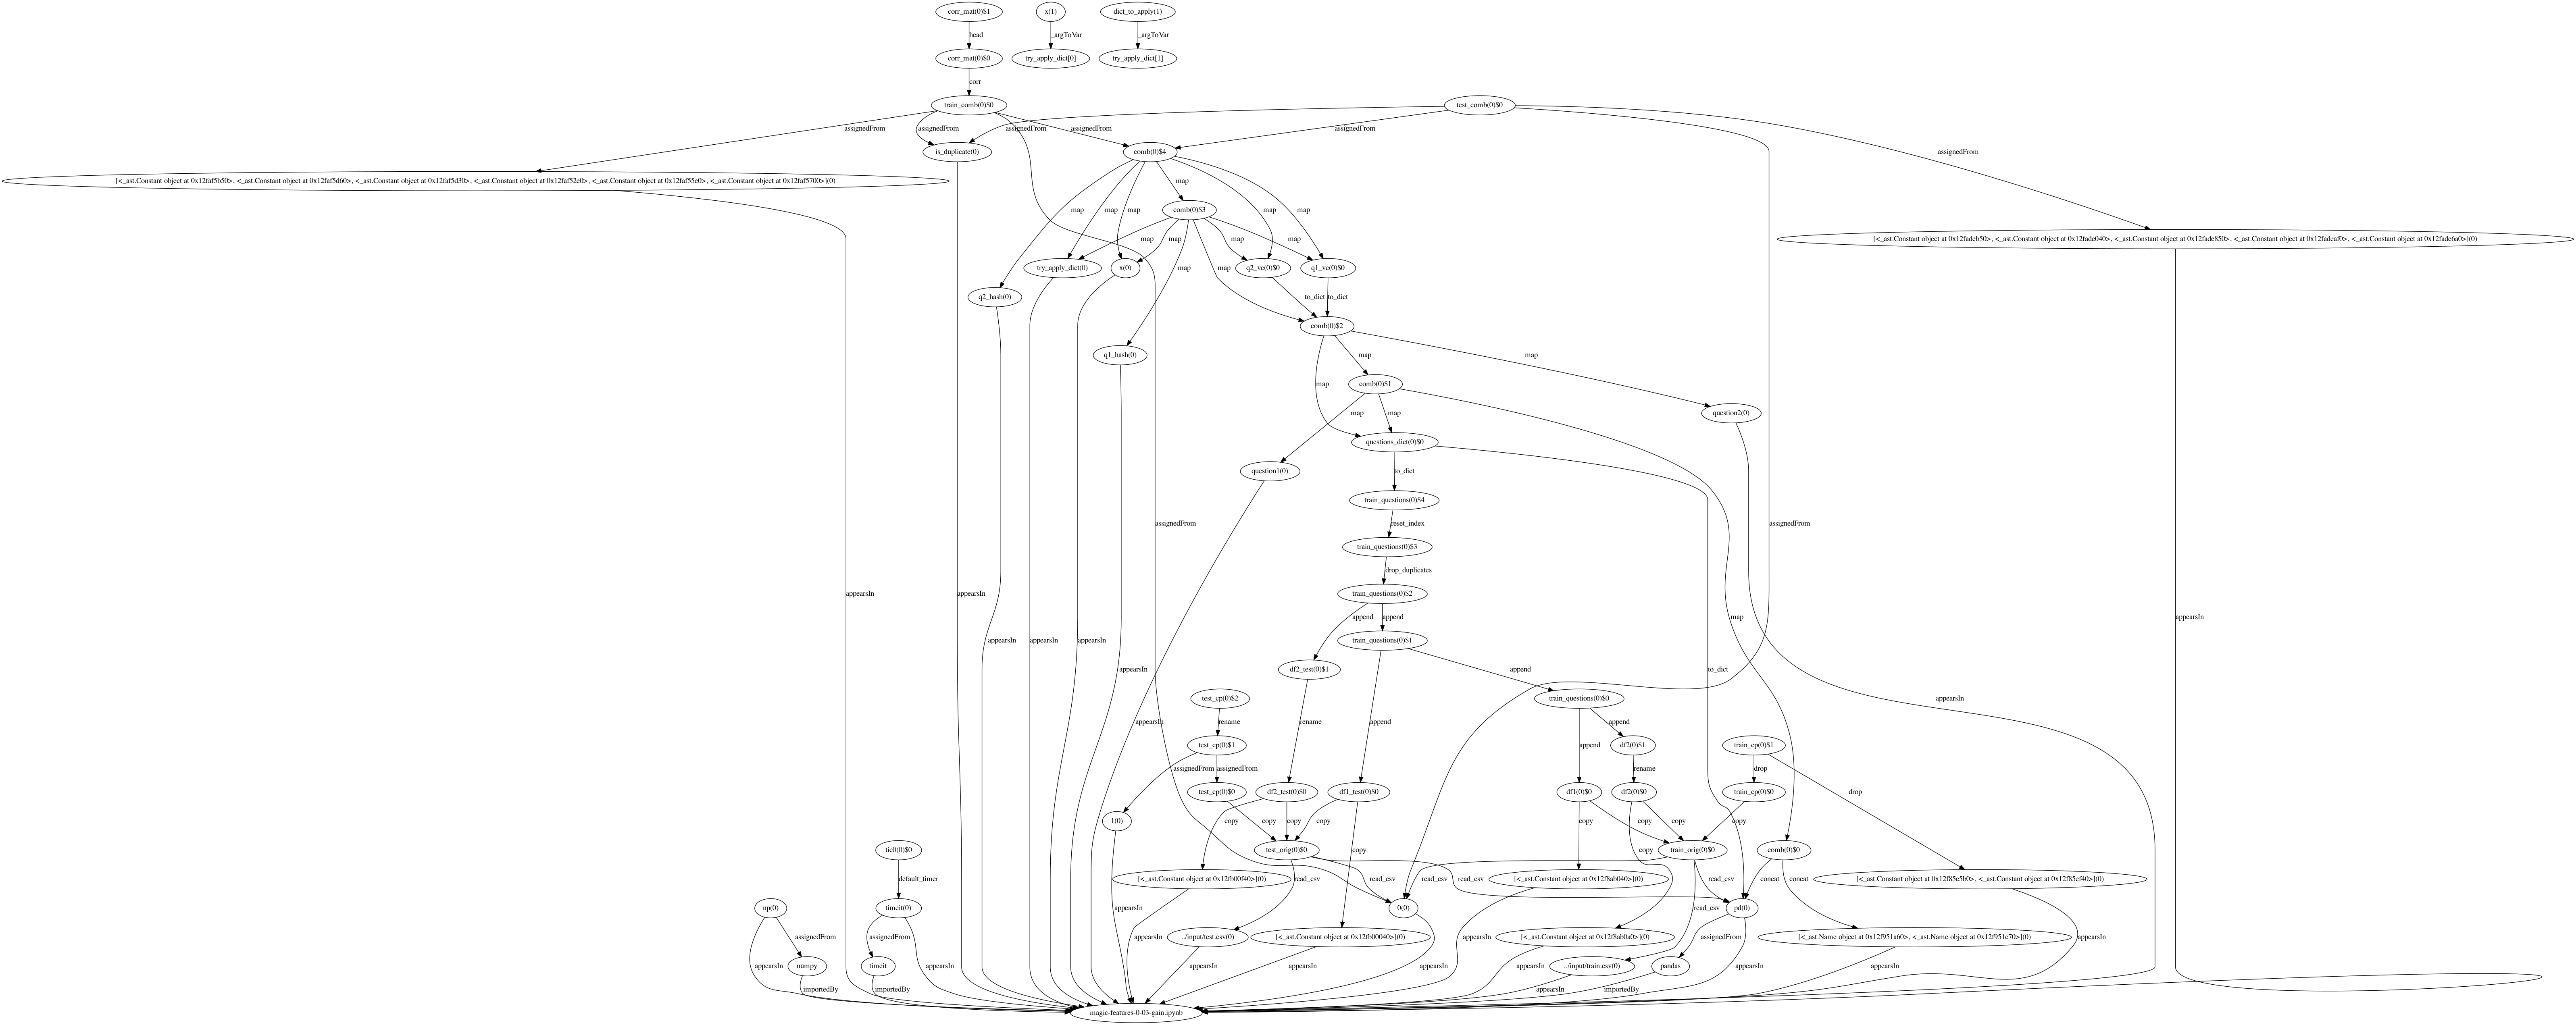 corr_mat(0)$1
x(1)
dict_to_apply(1)
head
_argToVar
_argToVar
corr_mat(0)$0
try_apply_dict[0]
try_apply_dict[1]
corr
train_comb(0)$0
test_comb(0)$0
assignedFrom
assignedFrom
assignedFrom
assignedFrom
assignedFrom
is_duplicate(0)
comb(0)$4
assignedFrom
[<_ast.Constant object at 0x12faf5b50>, <_ast.Constant object at 0x12faf5d60>, <_ast.Constant object at 0x12faf5d30>, <_ast.Constant object at 0x12faf52e0>, <_ast.Constant object at 0x12faf55e0>, <_ast.Constant object at 0x12faf5700>](0)
map
map
map
map
map
map
comb(0)$3
[<_ast.Constant object at 0x12fadeb50>, <_ast.Constant object at 0x12fade040>, <_ast.Constant object at 0x12fade850>, <_ast.Constant object at 0x12fadeaf0>, <_ast.Constant object at 0x12fade6a0>](0)
map
map
map
map
try_apply_dict(0)
x(0)
q2_vc(0)$0
q1_vc(0)$0
map
map
q2_hash(0)
to_dict
to_dict
comb(0)$2
q1_hash(0)
map
map
comb(0)$1
map
question2(0)
map
map
questions_dict(0)$0
question1(0)
to_dict
train_questions(0)$4
assignedFrom
reset_index
assignedFrom
train_questions(0)$3
drop_duplicates
appearsIn
appearsIn
train_questions(0)$2
append
append
map
appearsIn
appearsIn
appearsIn
appearsIn
train_questions(0)$1
appearsIn
df2_test(0)$1
append
to_dict
test_cp(0)$2
train_questions(0)$0
appearsIn
appearsIn
rename
rename
append
append
test_cp(0)$1
append
df2(0)$1
train_cp(0)$1
assignedFrom
assignedFrom
rename
drop
test_cp(0)$0
df2_test(0)$0
df1_test(0)$0
df1(0)$0
df2(0)$0
train_cp(0)$0
drop
1(0)
copy
copy
copy
copy
copy
copy
copy
tic0(0)$0
test_orig(0)$0
copy
copy
train_orig(0)$0
comb(0)$0
default_timer
[<_ast.Constant object at 0x12fb00f40>](0)
read_csv
read_csv
read_csv
read_csv
[<_ast.Constant object at 0x12f8ab040>](0)
read_csv
concat
concat
[<_ast.Constant object at 0x12f85e5b0>, <_ast.Constant object at 0x12f85ef40>](0)
np(0)
timeit(0)
appearsIn
0(0)
read_csv
pd(0)
assignedFrom
assignedFrom
appearsIn
../input/test.csv(0)
[<_ast.Constant object at 0x12fb00040>](0)
appearsIn
[<_ast.Constant object at 0x12f8ab0a0>](0)
assignedFrom
[<_ast.Name object at 0x12f951a60>, <_ast.Name object at 0x12f951c70>](0)
appearsIn
appearsIn
numpy
timeit
appearsIn
appearsIn
appearsIn
appearsIn
appearsIn
../input/train.csv(0)
pandas
appearsIn
appearsIn
importedBy
importedBy
appearsIn
importedBy
magic-features-0-03-gain.ipynb